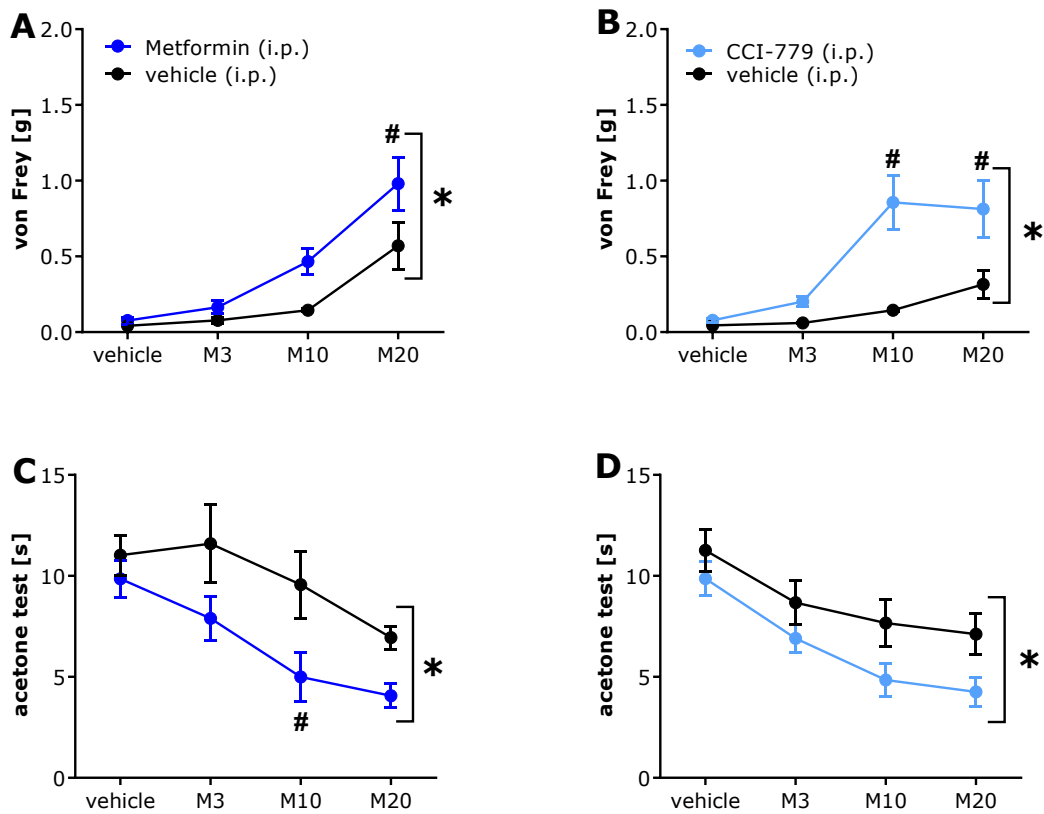 A
2.0
1.5
1.0
0.5
0.0
von Frey [g]
Metformin (i.p.)
vehicle (i.p.)
#
*
vehicle M3 M10 M20
B
2.0
1.5
1.0
0.5
0.0
von Frey [g]
CCI-779 (i.p.)
vehicle (i.p.)
# #
*
vehicle M3 M10 M20
C
15
10
5
0
acetone test [s]
*
#
vehicle M3 M10 M20
D
15
10
5
0
acetone test [s]
*
vehicle M3 M10 M20